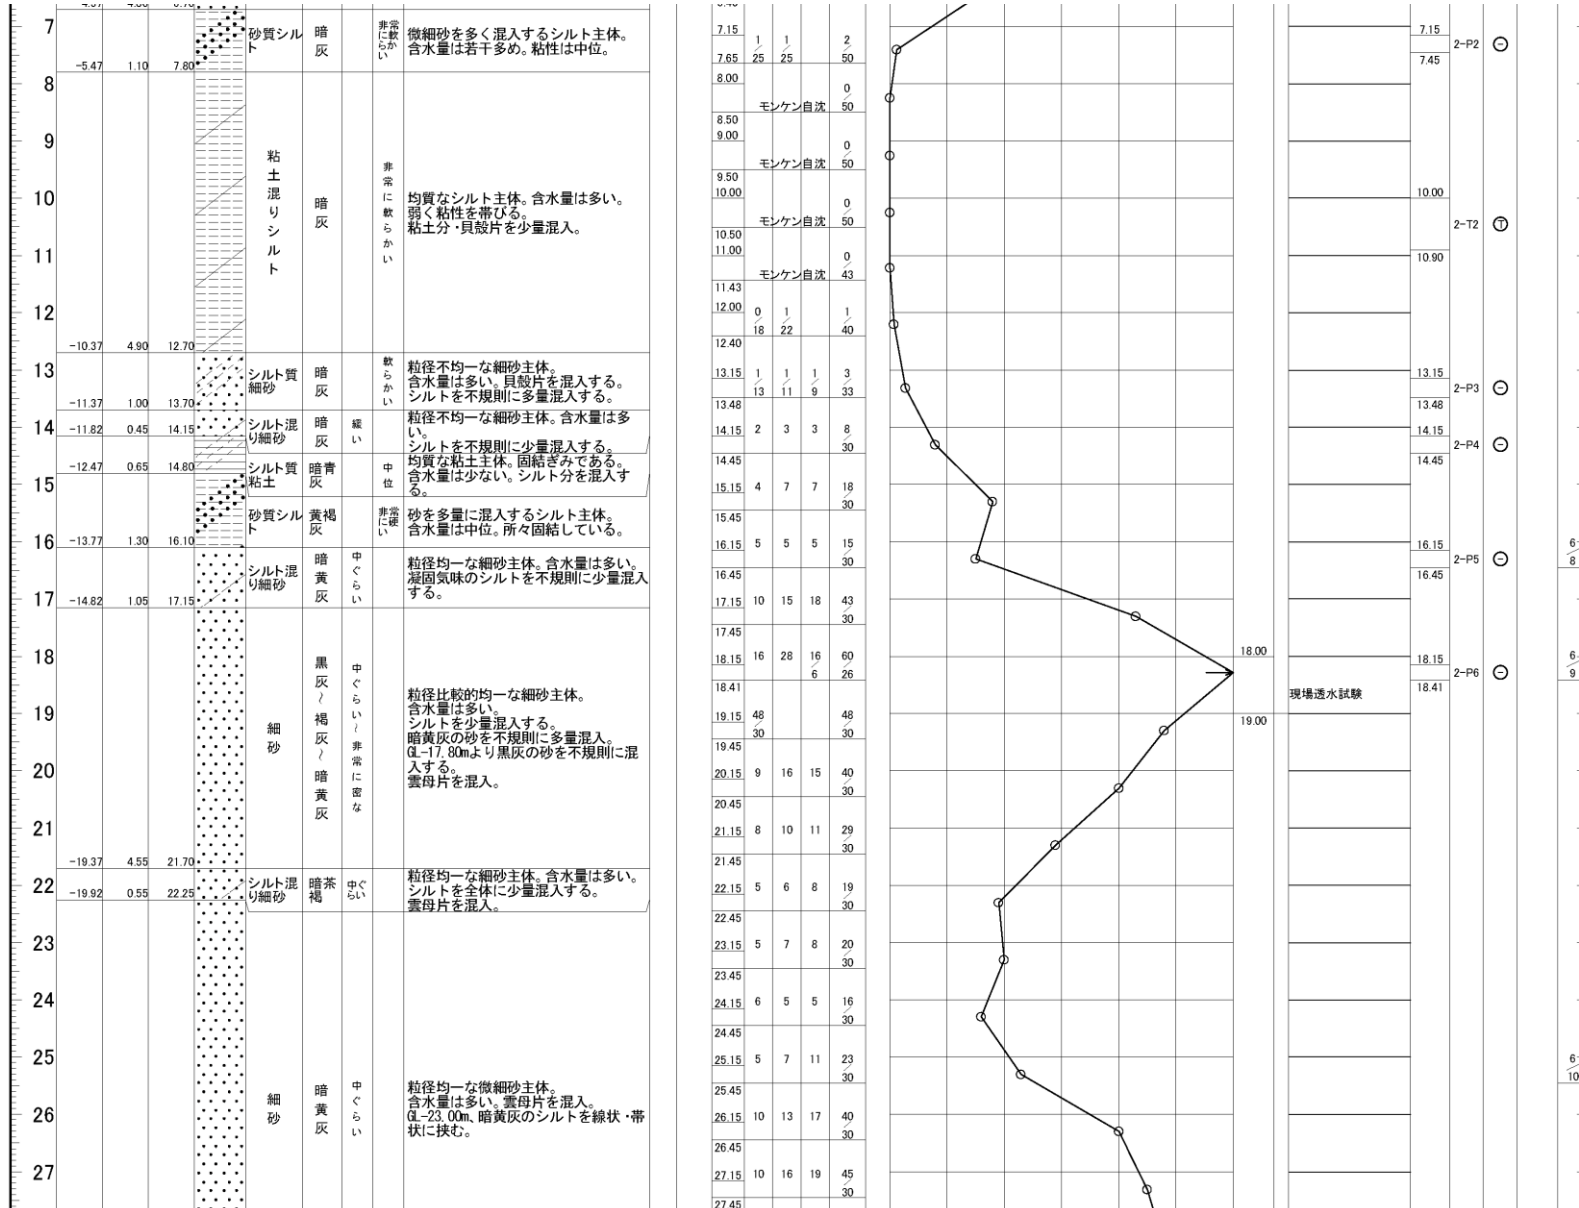 7
砂質シル
ト
暗
灰
非常
に軟
らか
い
微細砂を多く混入するシルト主体。
含水量は若干多め。粘性は中位。
-5.47 1.10 7.80
7.15 1/25 1/25 2/50
7.65
7.15
7.45
2-P2
8
9
10
11
12
粘土混りシルト
暗
灰
非常に軟らかい
均質なシルト主体。含水量は多い。
弱く粘性を帯びる。
粘土分・貝殻片を少量混入。
-10.37 4.90 12.70
8.00 モンケン自沈 0/50
8.50
9.00 モンケン自沈 0/50
9.50
10.00 モンケン自沈 0/50
10.50
11.00 モンケン自沈 0/43
11.43
12.00 0/18 1/22 1/40
12.40
10.00
10.90
2-T2 T
13
シルト質
細砂
暗
灰
軟らかい
粒径不均一な細砂主体。
含水量は多い。貝殻片を混入する。
シルトを不規則に多量混入する。
-11.37 1.00 13.70
13.15 1/13 1/11 1/9 3/33
13.48
13.15
13.48
2-P3
14
シルト混
り細砂
暗
灰
緩い
粒径不均一な細砂主体。含水量は多
い。
シルトを不規則に少量混入する。
-11.82 0.45 14.15
14.15 2 3 3 8/30
14.45
14.15
14.45
2-P4
シルト質
粘土
暗青
灰
中位
均質な粘土主体。固結ぎみである。
含水量は少ない。シルト分を混入す
る。
-12.47 0.65 14.80
15
砂質シル
ト
黄褐
灰
非常
に硬
い
砂を多量に混入するシルト主体。
含水量は中位。所々固結している。
-13.77 1.30 16.10
15.15 4 7 7 18/30
15.45
16
シルト混
り細砂
暗
黄
灰
中ぐらい
粒径均一な細砂主体。含水量は多い。
凝固気味のシルトを不規則に少量混入
する。
-14.82 1.05 17.15
16.15 5 5 5 15/30
16.45
16.15
16.45
2-P5
6/8
17
18
19
20
21
細
砂
黒灰~褐灰~暗黄灰
中ぐらい~非常に密な
粒径比較的均一な細砂主体。
含水量は多い。
シルトを少量混入する。
暗黄灰の砂を不規則に多量混入。
GL-17.80mより黒灰の砂を不規則に混
入する。
雲母片を混入。
-19.37 4.55 21.70
17.15 10 15 18 43/30
17.45
18.15 16 28 16/6 60/26
18.41
19.15 48/30 48/30
19.45
20.15 9 16 15 40/30
20.45
21.15 8 10 11 29/30
21.45
18.00
現場透水試験
19.00
18.15
18.41
2-P6
6/9
22
シルト混
り細砂
暗茶
褐
中ぐ
らい
粒径均一な細砂主体。含水量は多い。
シルトを全体に少量混入する。
雲母片を混入。
-19.92 0.55 22.25
22.15 5 6 8 19/30
22.45
23
24
25
26
27
細
砂
暗
黄
灰
中ぐらい
粒径均一な微細砂主体。
含水量は多い。雲母片を混入。
GL-23.00m、暗黄灰のシルトを線状・帯
状に挟む。
23.15 5 7 8 20/30
23.45
24.15 6 5 5 16/30
24.45
25.15 5 7 11 23/30
25.45
26.15 10 13 17 40/30
26.45
27.15 10 16 19 45/30
27.45
6/10